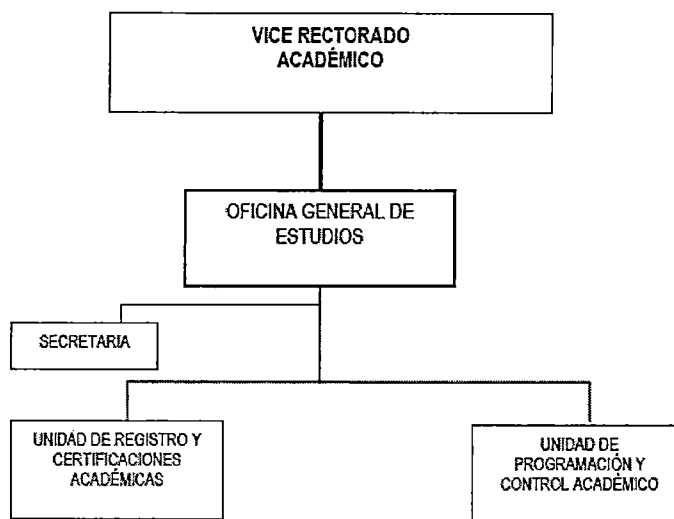 VICE RECTORADO
ACADÉMICO
OFICINA GENERAL DE
ESTUDIOS
SECRETARIA
UNIDAD DE REGISTRO Y
CERTIFICACIONES
ACADÉMICAS
UNIDAD DE
PROGRAMACIÓN Y
CONTROL ACADÉMICO